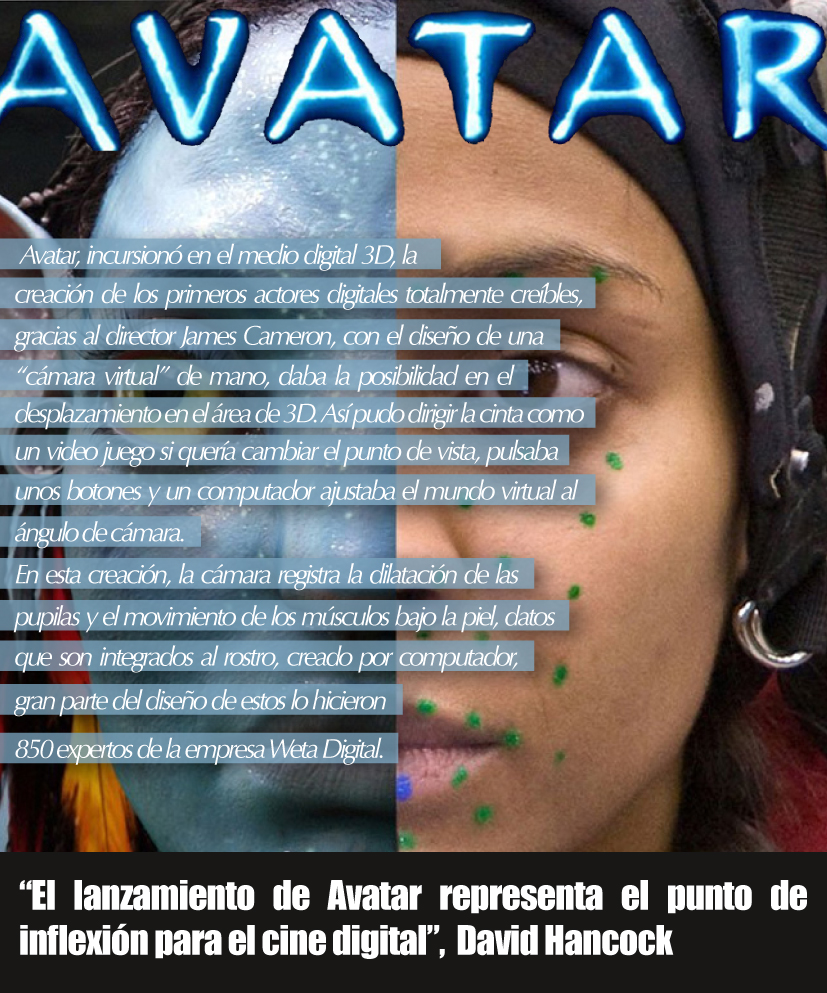 AVATAR
Avatar, incursionó en el medio digital 3D, la
creación de los primeros actores digitales totalmente creíbles,
gracias al director James Cameron, con el diseño de una
“cámara virtual” de mano, daba la posibilidad en el
desplazamiento en el área de 3D. Así pudo dirigir la cinta como
un video juego si quería cambiar el punto de vista, pulsaba
unos botones y un computador ajustaba el mundo virtual al
ángulo de cámara.
En esta creación, la cámara registra la dilatación de las
pupilas y el movimiento de los músculos bajo la piel, datos
que son integrados al rostro, creado por computador,
gran parte del diseño de estos lo hicieron
850 expertos de la empresa Weta Digital.
“El lanzamiento de Avatar representa el punto de
inflexión para el cine digital”, David Hancock